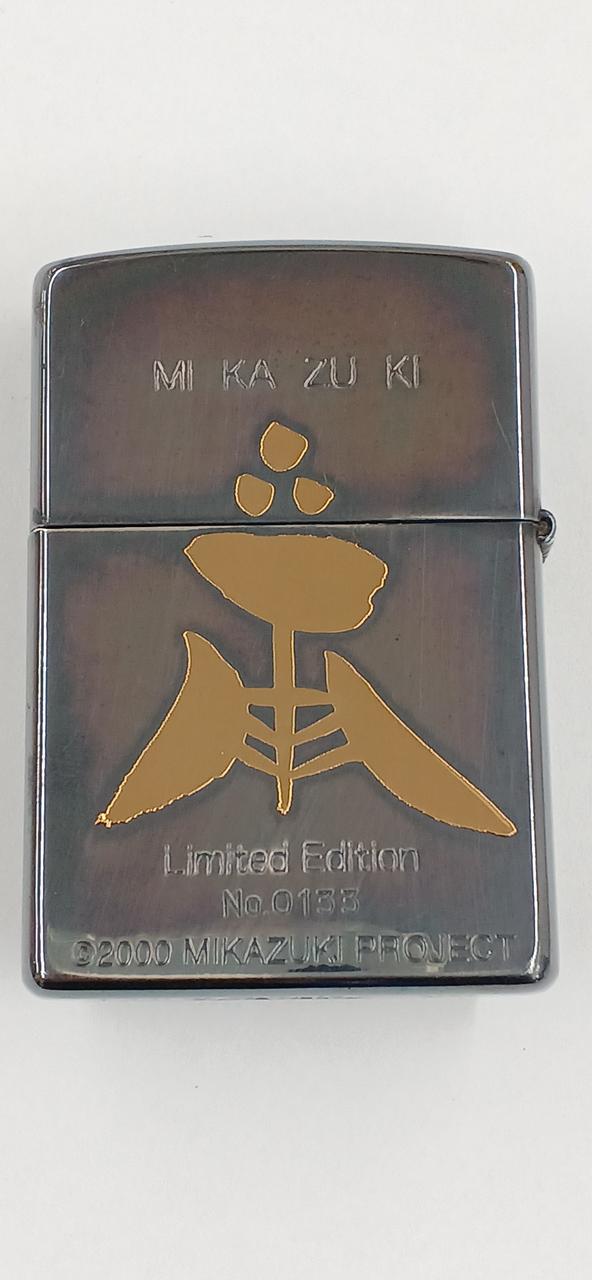 MI KA ZU KI
Limited Edition
No.0133
©2000 MIKAZUKI PROJECT